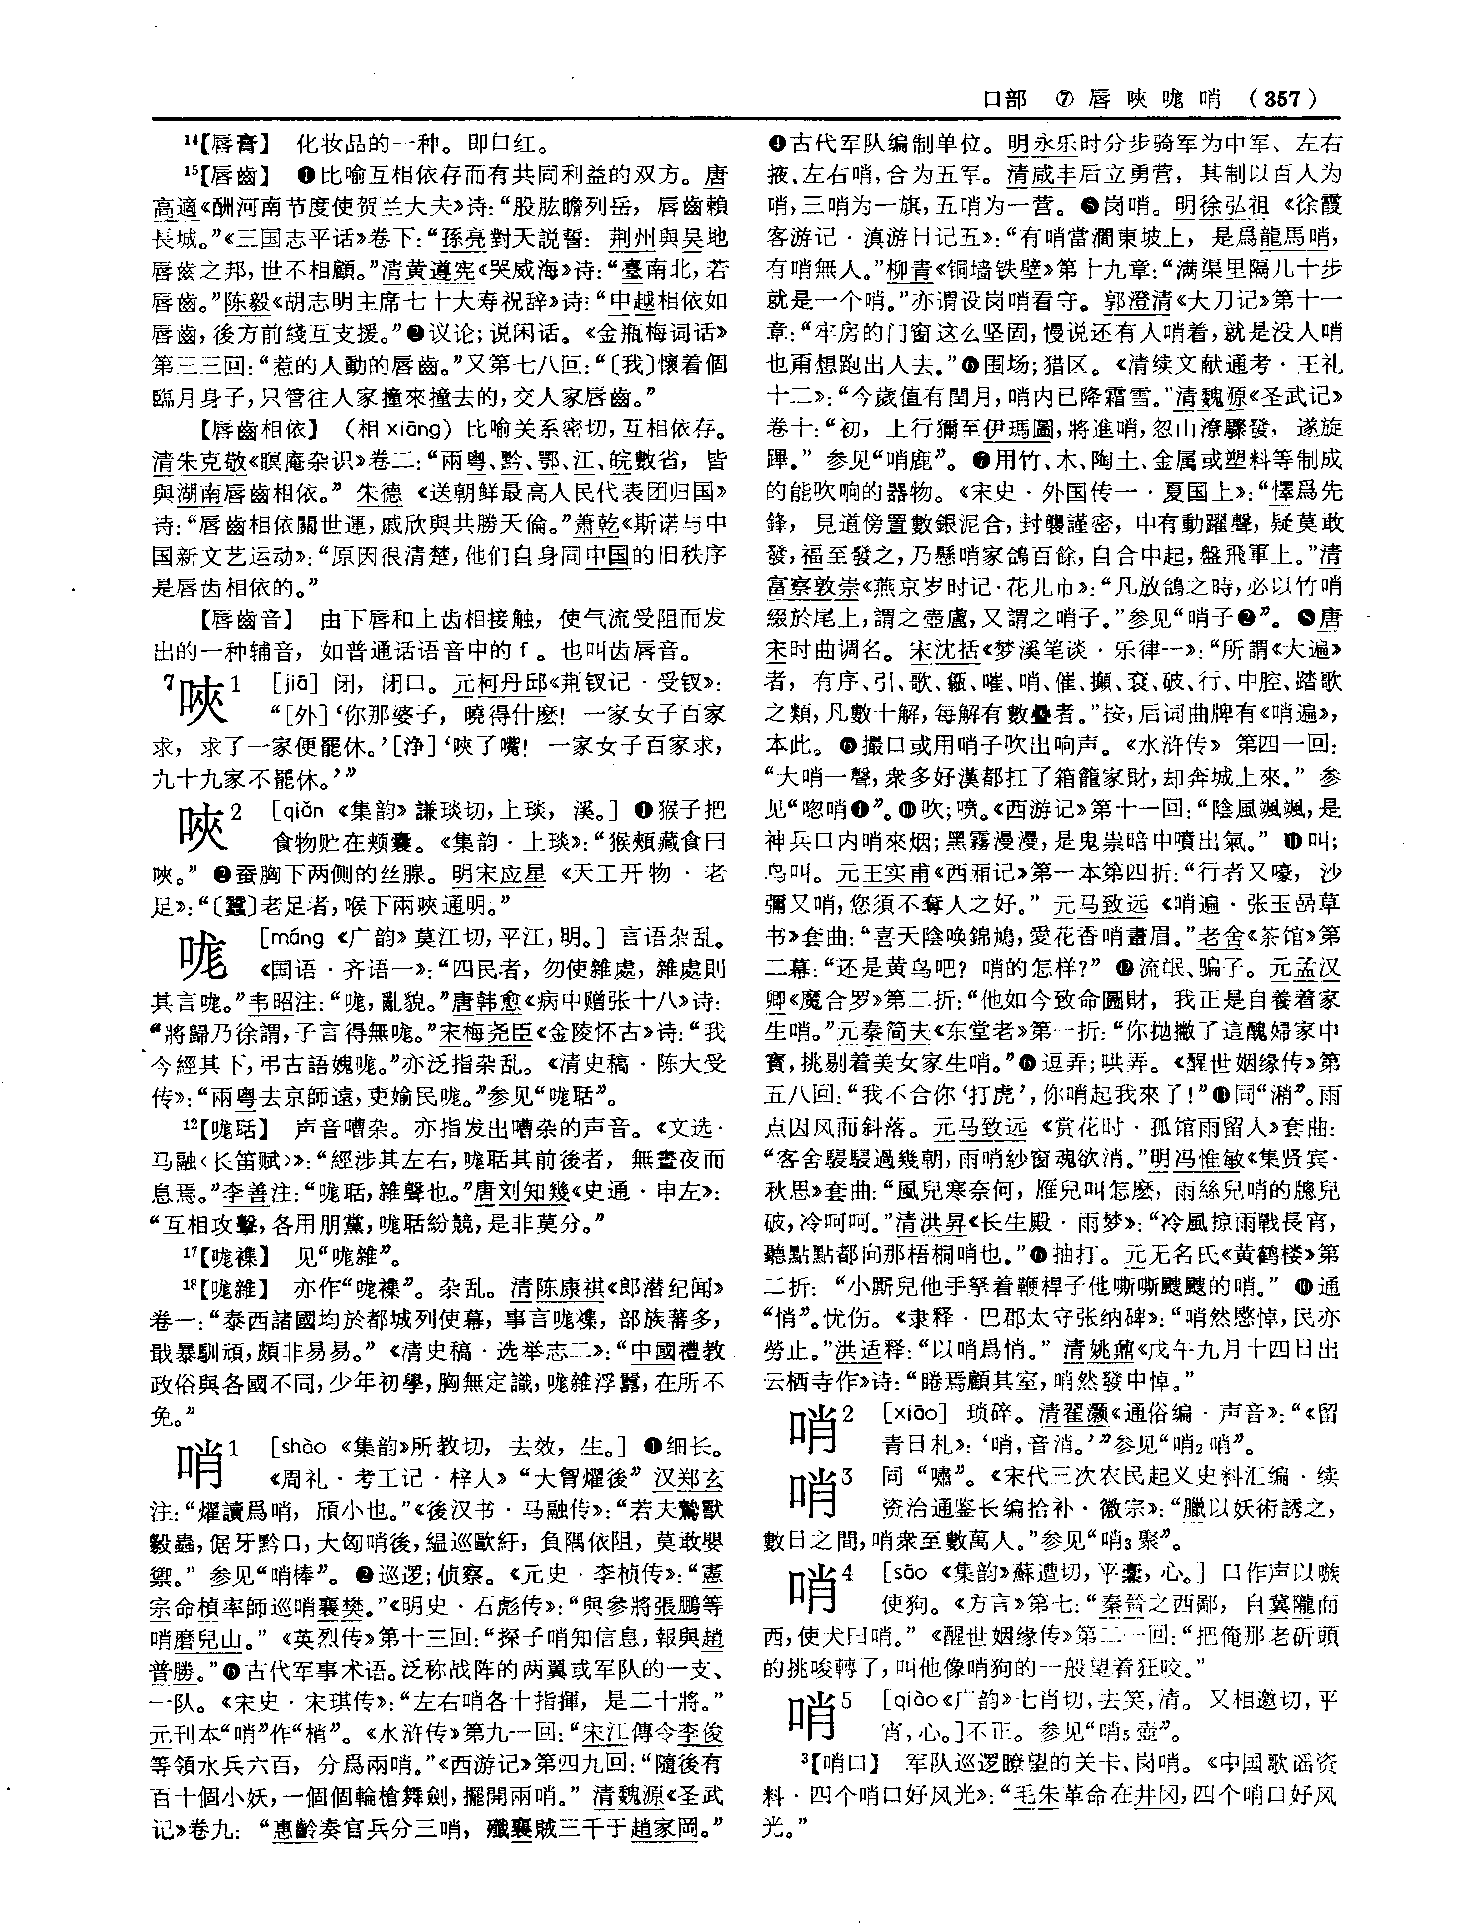 口部 ⑦ 唇 唊 哤 哨 （357）
14【唇膏】 化妆品的一种。即口红。
15【唇齒】 ❶比喻互相依存而有共同利益的双方。唐
高適《酬河南节度使贺兰大夫》诗：“股肱瞻列岳，唇齒賴
長城。”《三国志平话》卷下：“孫亮對天説誓：荆州與吴地
唇齒之邦，世不相顧。”清黄遵宪《哭威海》诗：“臺南北，若
唇齒。”陈毅《胡志明主席七十大寿祝辞》诗：“中越相依如
唇齒，後方前綫互支援。”❷议论；说闲话。《金瓶梅词话》
第三三回：“惹的人動的唇齒。”又第七八回：“〔我〕懷着個
臨月身子，只管往人家撞來撞去的，交人家唇齒。”
【唇齒相依】（相 xiāng）比喻关系密切，互相依存。
清朱克敬《瞑庵杂识》卷二：“兩粤、黔、鄂、江、皖數省，皆
與湖南唇齒相依。” 朱德《送朝鲜最高人民代表团归国》
诗：“唇齒相依關世運，戚欣與共勝天倫。”萧乾《斯诺与中
国新文艺运动》：“原因很清楚，他们自身同中国的旧秩序
是唇齿相依的。”
【唇齒音】 由下唇和上齿相接触，使气流受阻而发
出的一种辅音，如普通话语音中的 f 。也叫齿唇音。
7唊1 ［jiā］闭，闭口。元柯丹邱《荆钗记·受钗》：
“［外］‘你那婆子，曉得什麽！一家女子百家
求，求了一家便罷休。’［净］‘唊了嘴！一家女子百家求，
九十九家不罷休。’”
唊2 ［qiǎn《集韵》謙琰切，上琰，溪。］❶猴子把
食物贮在颊囊。《集韵·上琰》：“猴頰藏食曰
唊。” ❷蚕胸下两侧的丝腺。明宋应星《天工开物·老
足》：“〔蠶〕老足者，喉下兩唊通明。”
哤 ［máng《广韵》莫江切，平江，明。］言语杂乱。
《国语·齐语一》：“四民者，勿使雜處，雜處則
其言哤。”韦昭注：“哤，亂貌。”唐韩愈《病中赠张十八》诗：
“將歸乃徐謂，子言得無哤。”宋梅尧臣《金陵怀古》诗：“我
今經其下，弔古語媿哤。”亦泛指杂乱。《清史稿·陈大受
传》：“兩粤去京師遠，吏媮民哤。”参见“哤聒”。
12【哤聒】 声音嘈杂。亦指发出嘈杂的声音。《文选·
马融〈长笛赋〉》：“經涉其左右，哤聒其前後者，無晝夜而
息焉。”李善注：“哤聒，雜聲也。”唐刘知幾《史通·申左》：
“互相攻擊，各用朋黨，哤聒紛競，是非莫分。”
17【哤襍】 见“哤雜”。
18【哤雜】 亦作“哤襍”。杂乱。清陈康祺《郎潜纪闻》
卷一：“泰西諸國均於都城列使幕，事言哤襍，部族蕃多，
戢暴馴頑，頗非易易。” 《清史稿·选举志二》：“中國禮教
政俗與各國不同，少年初學，胸無定識，哤雜浮囂，在所不
免。”
哨1 ［shào《集韵》所教切，去效，生。］❶细长。
《周礼·考工记·梓人》“大胷燿後” 汉郑玄
注：“燿讀爲哨，頎小也。”《後汉书·马融传》：“若夫鷙獸
毅蟲，倨牙黔口，大匈哨後，緼巡歐紆，負隅依阻，莫敢嬰
禦。” 参见“哨棒”。 ❷巡逻；侦察。《元史·李桢传》：“憲
宗命楨率師巡哨襄樊。”《明史·石彪传》：“與參將張鵬等
哨磨兒山。” 《英烈传》第十三回：“探子哨知信息，報與趙
普勝。”❸古代军事术语。泛称战阵的两翼或军队的一支、
一队。《宋史·宋琪传》：“左右哨各十指揮，是二十將。”
元刊本“哨”作“梢”。《水浒传》第九一回：“宋江傳令李俊
等領水兵六百，分爲兩哨。”《西游记》第四九回：“隨後有
百十個小妖，一個個輪槍舞劍，擺開兩哨。” 清魏源《圣武
记》卷九：“惠齡奏官兵分三哨，殲襄賊三千于趙家岡。”
❹古代军队编制单位。明永乐时分步骑军为中军、左右
掖、左右哨，合为五军。清咸丰后立勇营，其制以百人为
哨，三哨为一旗，五哨为一营。❺岗哨。明徐弘祖《徐霞
客游记·滇游日记五》：“有哨當澗東坡上，是爲龍馬哨，
有哨無人。”柳青《铜墙铁壁》第十九章：“满渠里隔几十步
就是一个哨。”亦谓设岗哨看守。郭澄清《大刀记》第十一
章：“牢房的门窗这么坚固，慢说还有人哨着，就是没人哨
也甭想跑出人去。”❻围场；猎区。《清续文献通考·王礼
十二》：“今歲值有閏月，哨内已降霜雪。”清魏源《圣武记》
卷十：“初，上行獮至伊瑪圖，將進哨，忽山潦驟發，遂旋
蹕。” 参见“哨鹿”。❼用竹、木、陶土、金属或塑料等制成
的能吹响的器物。《宋史·外国传一·夏国上》：“懌爲先
鋒，見道傍置數銀泥合，封襲謹密，中有動躍聲，疑莫敢
發，福至發之，乃懸哨家鴿百餘，自合中起，盤飛軍上。”清
富察敦崇《燕京岁时记·花儿市》：“凡放鴿之時，必以竹哨
綴於尾上，謂之壺盧，又謂之哨子。”参见“哨子❷”。 ❽唐
宋时曲调名。宋沈括《梦溪笔谈·乐律一》：“所謂《大遍》
者，有序、引、歌、㽎、嗺、哨、催、攧、衮、破、行、中腔、踏歌
之類，凡數十解，每解有數疊者。”按，后词曲牌有《哨遍》，
本此。❾撮口或用哨子吹出响声。《水浒传》第四一回：
“大哨一聲，衆多好漢都扛了箱籠家財，却奔城上來。” 参
见“唿哨❶”。❿吹；喷。《西游记》第十一回：“陰風颯颯，是
神兵口内哨來烟；黑霧漫漫，是鬼祟暗中噴出氣。” ⓫叫；
鸟叫。元王实甫《西厢记》第一本第四折：“行者又嚎，沙
彌又哨，您須不奪人之好。” 元马致远《哨遍·张玉喦草
书》套曲：“喜天陰唤錦鳩，愛花香哨畫眉。”老舍《茶馆》第
二幕：“还是黄鸟吧？哨的怎样？” ⓬流氓、骗子。元孟汉
卿《魔合罗》第二折：“他如今致命圖財，我正是自養着家
生哨。”元秦简夫《东堂老》第一折：“你抛撇了這醜婦家中
寶，挑剔着美女家生哨。”⓭逗弄；哄弄。《醒世姻缘传》第
五八回：“我不合你‘打虎’，你哨起我來了！”⓮同“潲”。雨
点因风而斜落。元马致远《赏花时·孤馆雨留人》套曲：
“客舍駸駸過幾朝，雨哨紗窗魂欲消。”明冯惟敏《集贤宾·
秋思》套曲：“風兒寒奈何，雁兒叫怎麽，雨絲兒哨的牕兒
破，冷呵呵。”清洪昇《长生殿·雨梦》：“冷風掠雨戰長宵，
聽點點都向那梧桐哨也。”⓯抽打。元无名氏《黄鹤楼》第
二折：“小廝兒他手拏着鞭桿子他嘶嘶颼颼的哨。” ⓰通
“悄”。忧伤。《隶释·巴郡太守张纳碑》：“哨然慼悼，民亦
勞止。”洪适释：“以哨爲悄。” 清姚鼐《戊午九月十四日出
云栖寺作》诗：“睠焉顧其室，哨然發中悼。”
哨2 ［xiāo］琐碎。清翟灏《通俗编·声音》：“《留
青日札》：‘哨，音消。’”参见“哨2哨”。
哨3 同“嘯”。《宋代三次农民起义史料汇编·续
资治通鉴长编拾补·徽宗》：“臘以妖術誘之，
數日之間，哨衆至數萬人。”参见“哨3聚”。
哨4 ［sāo《集韵》蘇遭切，平豪，心。］口作声以嗾
使狗。《方言》第七：“秦晉之西鄙，自冀隴而
西，使犬曰哨。” 《醒世姻缘传》第二一回：“把俺那老斫頭
的挑唆轉了，叫他像哨狗的一般望着狂咬。”
哨5 ［qiào《广韵》七肖切，去笑，清。又相邀切，平
宵，心。］不正。参见“哨5壺”。
3【哨口】 军队巡逻瞭望的关卡、岗哨。《中国歌谣资
料·四个哨口好风光》：“毛朱革命在井冈，四个哨口好风
光。”